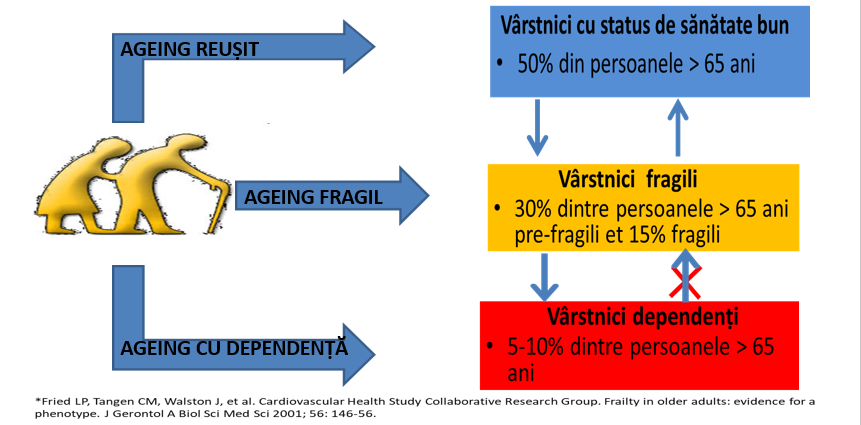 AGEING REUȘIT
Vârstnici cu status de sănătate bun
• 50% din persoanele > 65 ani
AGEING FRAGIL
Vârstnici fragili
• 30% dintre persoanele > 65 ani
pre-fragili et 15% fragili
AGEING CU DEPENDENȚĂ
Vârstnici dependenți
• 5-10% dintre persoanele > 65
ani
*Fried LP, Tangen CM, Walston J, et al. Cardiovascular Health Study Collaborative Research Group. Frailty in older adults: evidence for a
phenotype. J Gerontol A Biol Sci Med Sci 2001; 56: 146-56.